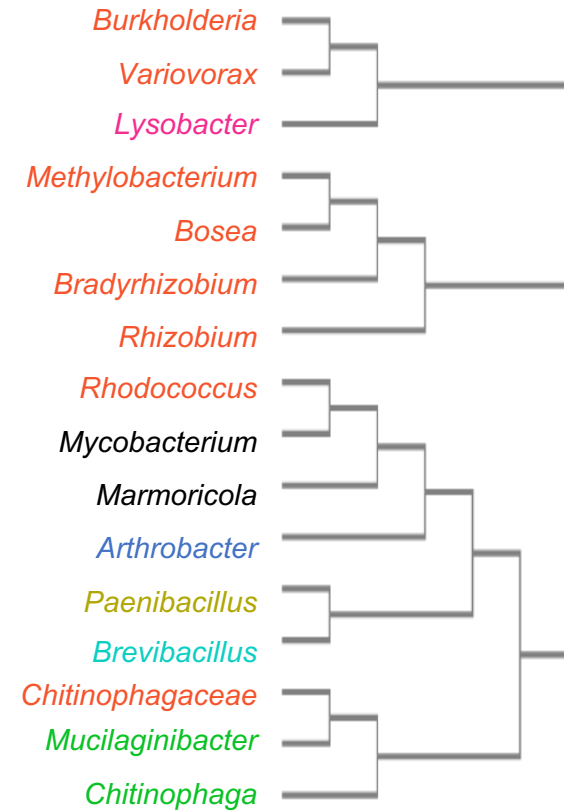 Burkholderia
Variovorax
Lysobacter
Methylobacterium
Bosea
Bradyrhizobium
Rhizobium
Rhodococcus
Mycobacterium
Marmoricola
Arthrobacter
Paenibacillus
Brevibacillus
Chitinophagaceae
Mucilaginibacter
Chitinophaga